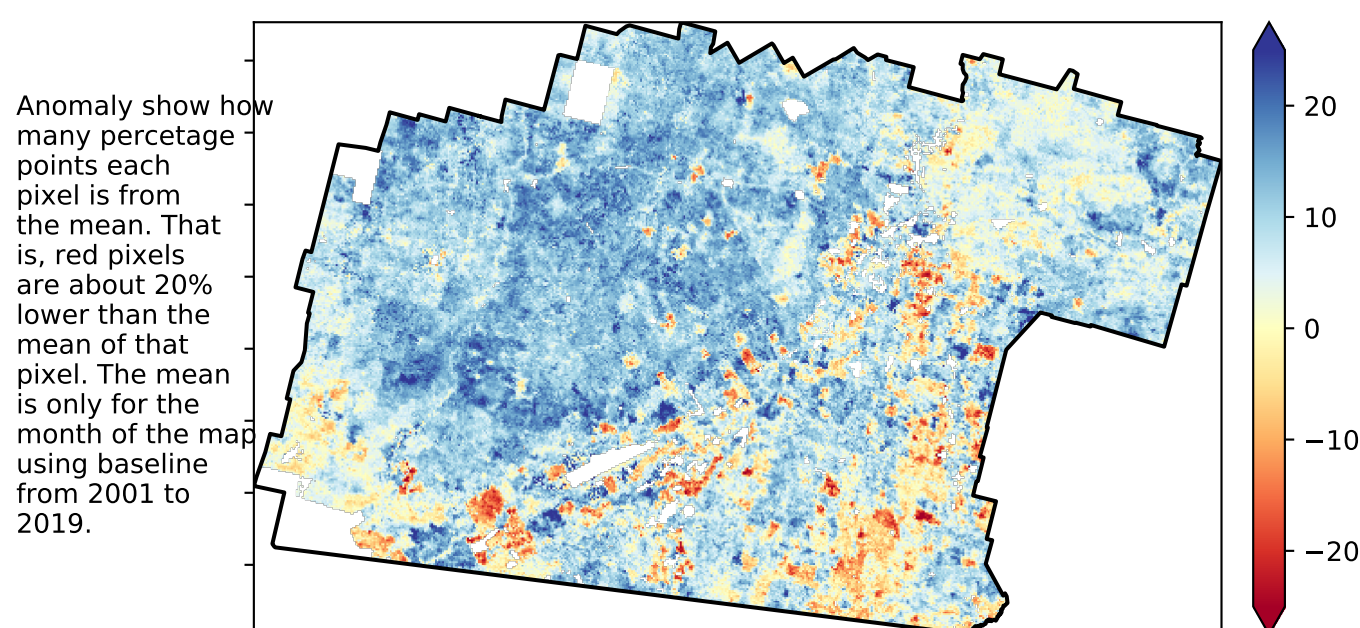 Anomaly show how
many percetage
points each
pixel is from
the mean. That
is, red pixels
are about 20%
lower than the
mean of that
pixel. The mean
is only for the
month of the map
using baseline
from 2001 to
2019.
20
10
0
−10
−20